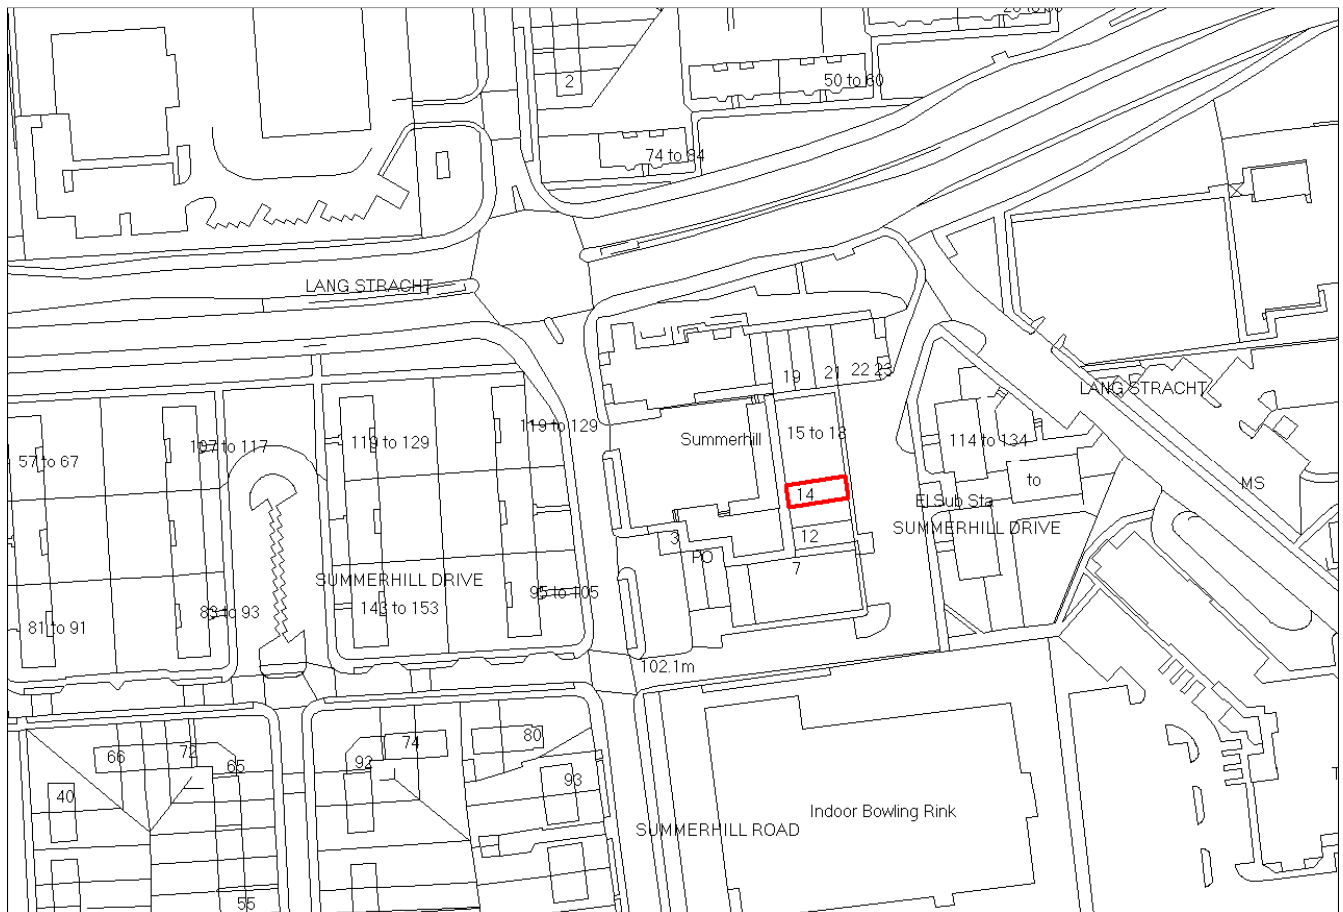 2
50 to 60
74 to 84
LANG STRACHT
19
21
22 23
LANG STRACHT
119 to 129
107 to 117
119 to 129
Summerhill
15 to 18
114 to 134
57 to 67
to
MS
14
El Sub Sta
SUMMERHILL DRIVE
3
12
PO
7
SUMMERHILL DRIVE
95 to 105
83 to 93
143 to 153
81 to 91
102.1m
80
74
72
66
92
65
93
40
Indoor Bowling Rink
SUMMERHILL ROAD
55